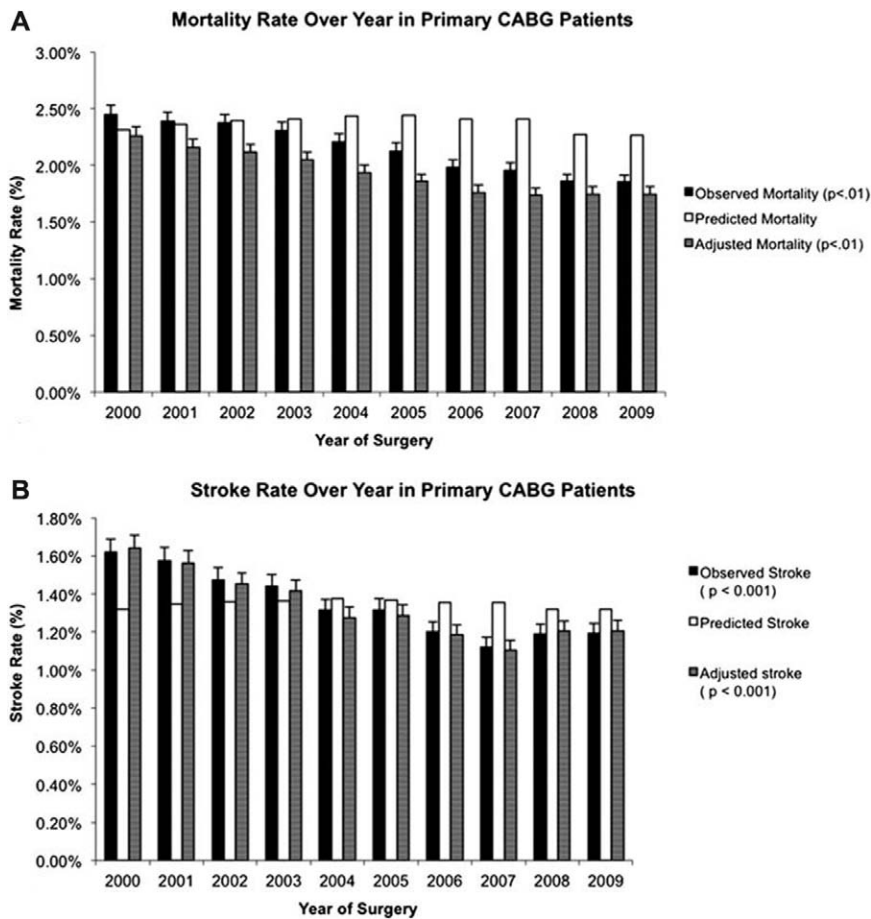 A
Mortality Rate Over Year in Primary CABG Patients
3.00%
2.50%
2.00%
1.50%
1.00%
0.50%
0.00%
Mortality Rate (%)
2000 2001 2002 2003 2004 2005 2006 2007 2008 2009
Year of Surgery
Observed Mortality (p<.01)
Predicted Mortality
Adjusted Mortality (p<.01)
B
Stroke Rate Over Year in Primary CABG Patients
1.80%
1.60%
1.40%
1.20%
1.00%
0.80%
0.60%
0.40%
0.20%
0.00%
Stroke Rate (%)
2000 2001 2002 2003 2004 2005 2006 2007 2008 2009
Year of Surgery
Observed Stroke
( p < 0.001)
Predicted Stroke
Adjusted stroke
( p < 0.001)